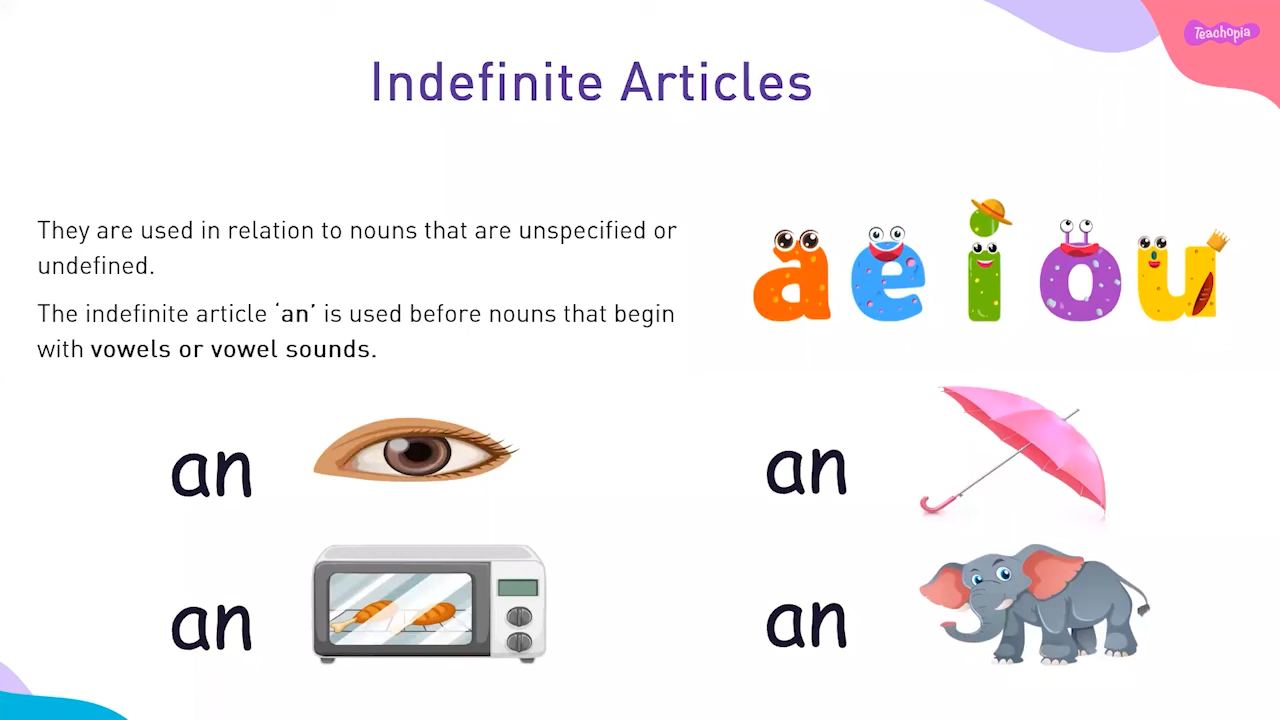 Teachopia
Indefinite Articles
They are used in relation to nouns that are unspecified or
undefined.
The indefinite article ‘an’ is used before nouns that begin
with vowels or vowel sounds.
a e i o u
an
an
an
an